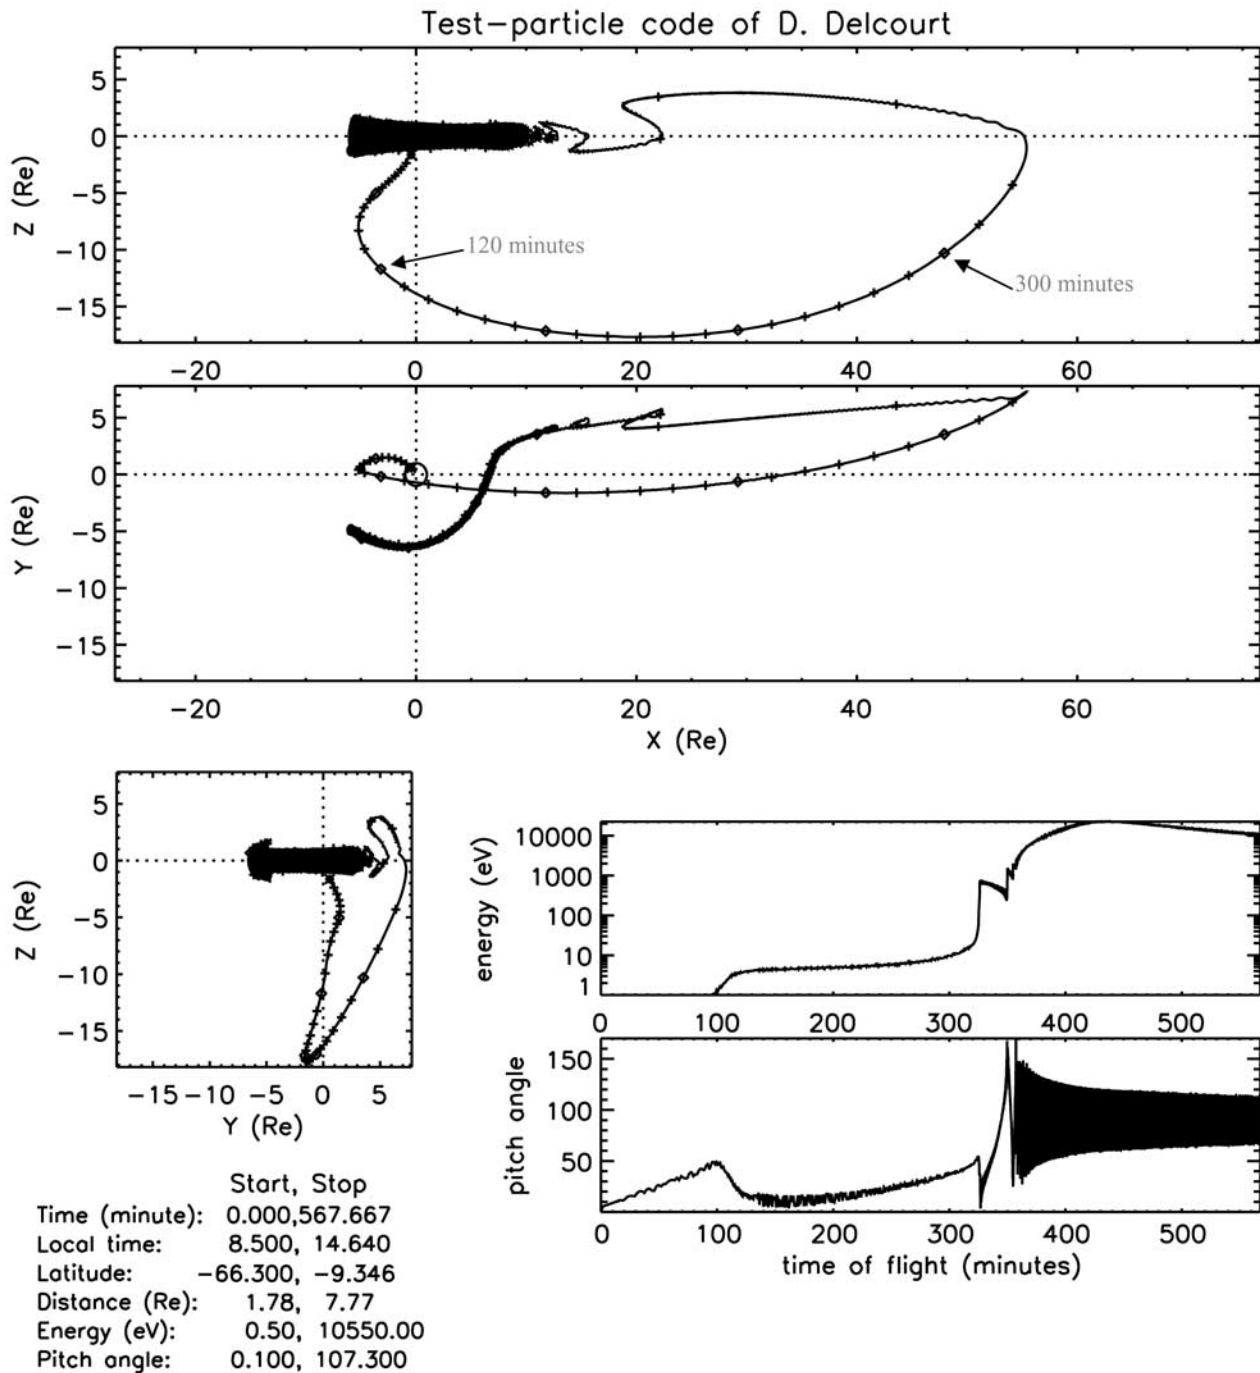 Test-particle code of D. Delcourt
5
0
-5
-10
-15
Z (Re)
120 minutes
300 minutes
-20 0 20 40 60
5
0
-5
-10
-15
Y (Re)
-20 0 20 40 60
X (Re)
5
0
-5
-10
-15
Z (Re)
-15 -10 -5 0 5
Y (Re)
10000
1000
100
10
1
energy (eV)
0 100 200 300 400 500
150
100
50
pitch angle
0 100 200 300 400 500
time of flight (minutes)
Start, Stop
Time (minute): 0.000,567.667
Local time: 8.500, 14.640
Latitude: -66.300, -9.346
Distance (Re): 1.78, 7.77
Energy (eV): 0.50, 10550.00
Pitch angle: 0.100, 107.300